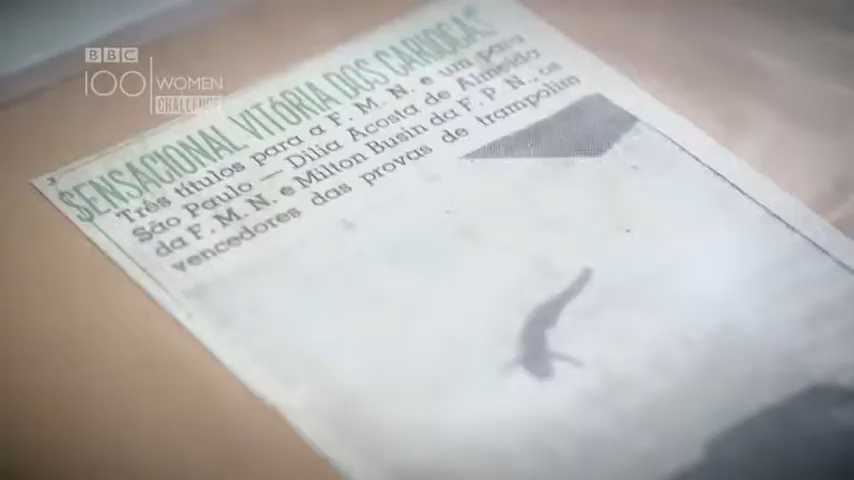 BBC
100 WOMEN
CHALLENGE
SENSACIONAL VITÓRIA DOS CARIOCAS
Três títulos para a F. M. N. e um para
São Paulo — Dilia Acosta de Almeida
da F. M. N. e Milton Busin da F. P. N., os
vencedores das provas de trampolim